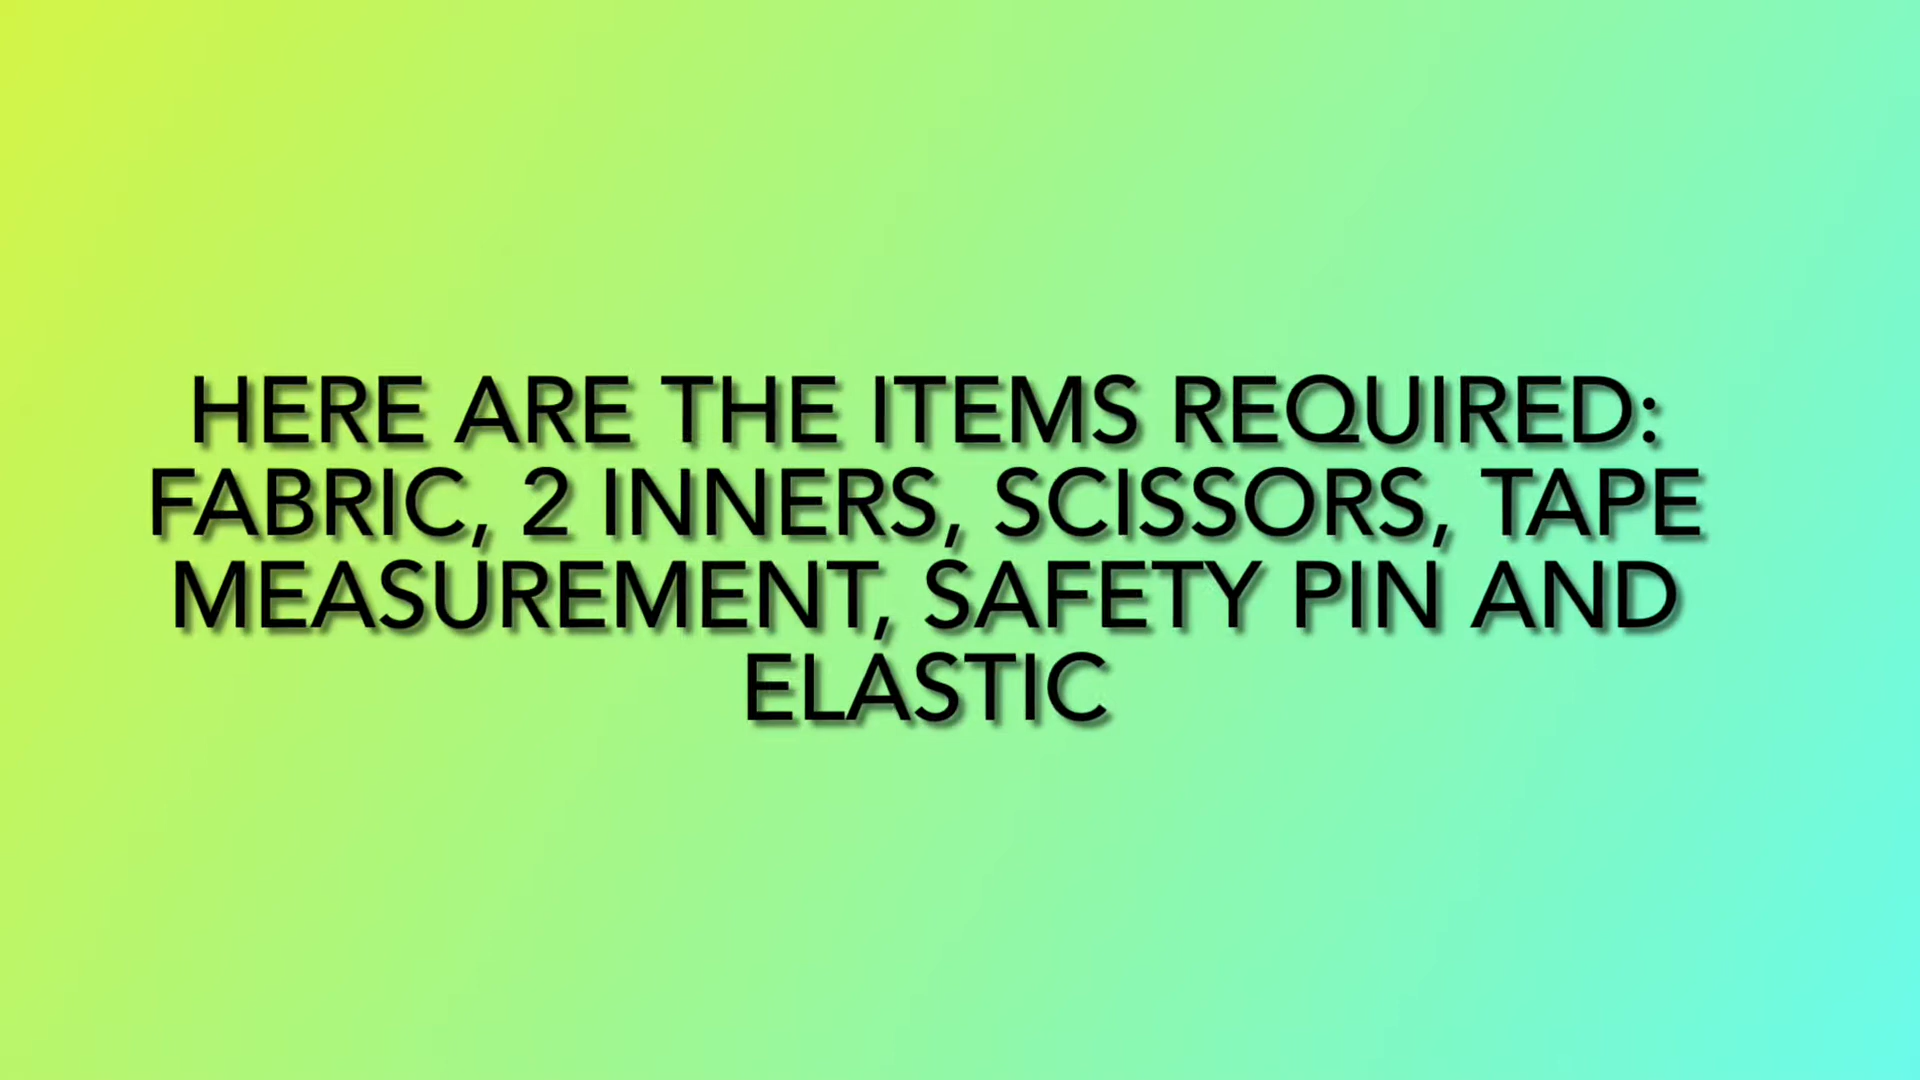 HERE ARE THE ITEMS REQUIRED:
FABRIC, 2 INNERS, SCISSORS, TAPE
MEASUREMENT, SAFETY PIN AND
ELASTIC